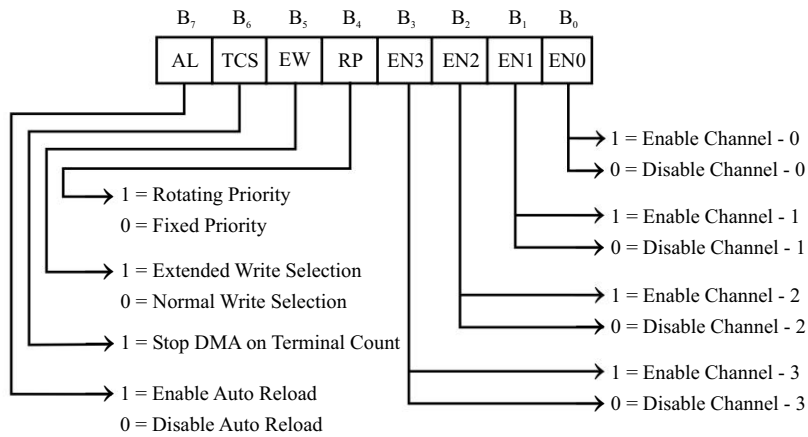 B₇ B₆ B₅ B₄ B₃ B₂ B₁ B₀
AL TCS EW RP EN3 EN2 EN1 EN0
1 = Enable Channel - 0
0 = Disable Channel - 0
1 = Rotating Priority
0 = Fixed Priority
1 = Enable Channel - 1
0 = Disable Channel - 1
1 = Extended Write Selection
0 = Normal Write Selection
1 = Enable Channel - 2
0 = Disable Channel - 2
1 = Stop DMA on Terminal Count
1 = Enable Channel - 3
0 = Disable Channel - 3
1 = Enable Auto Reload
0 = Disable Auto Reload